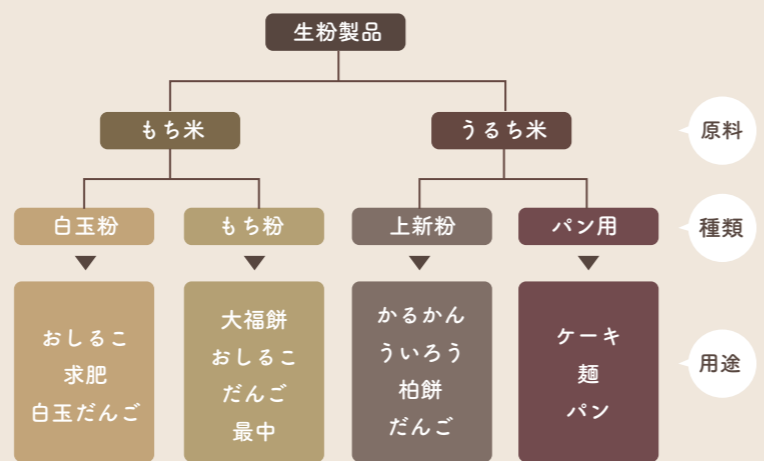 生粉製品
もち米
うるち米
原料
白玉粉
もち粉
上新粉
パン用
種類
おしるこ
求肥
白玉だんご
大福餅
おしるこ
だんご
最中
かるかん
ういろう
柏餅
だんご
ケーキ
麺
パン
用途